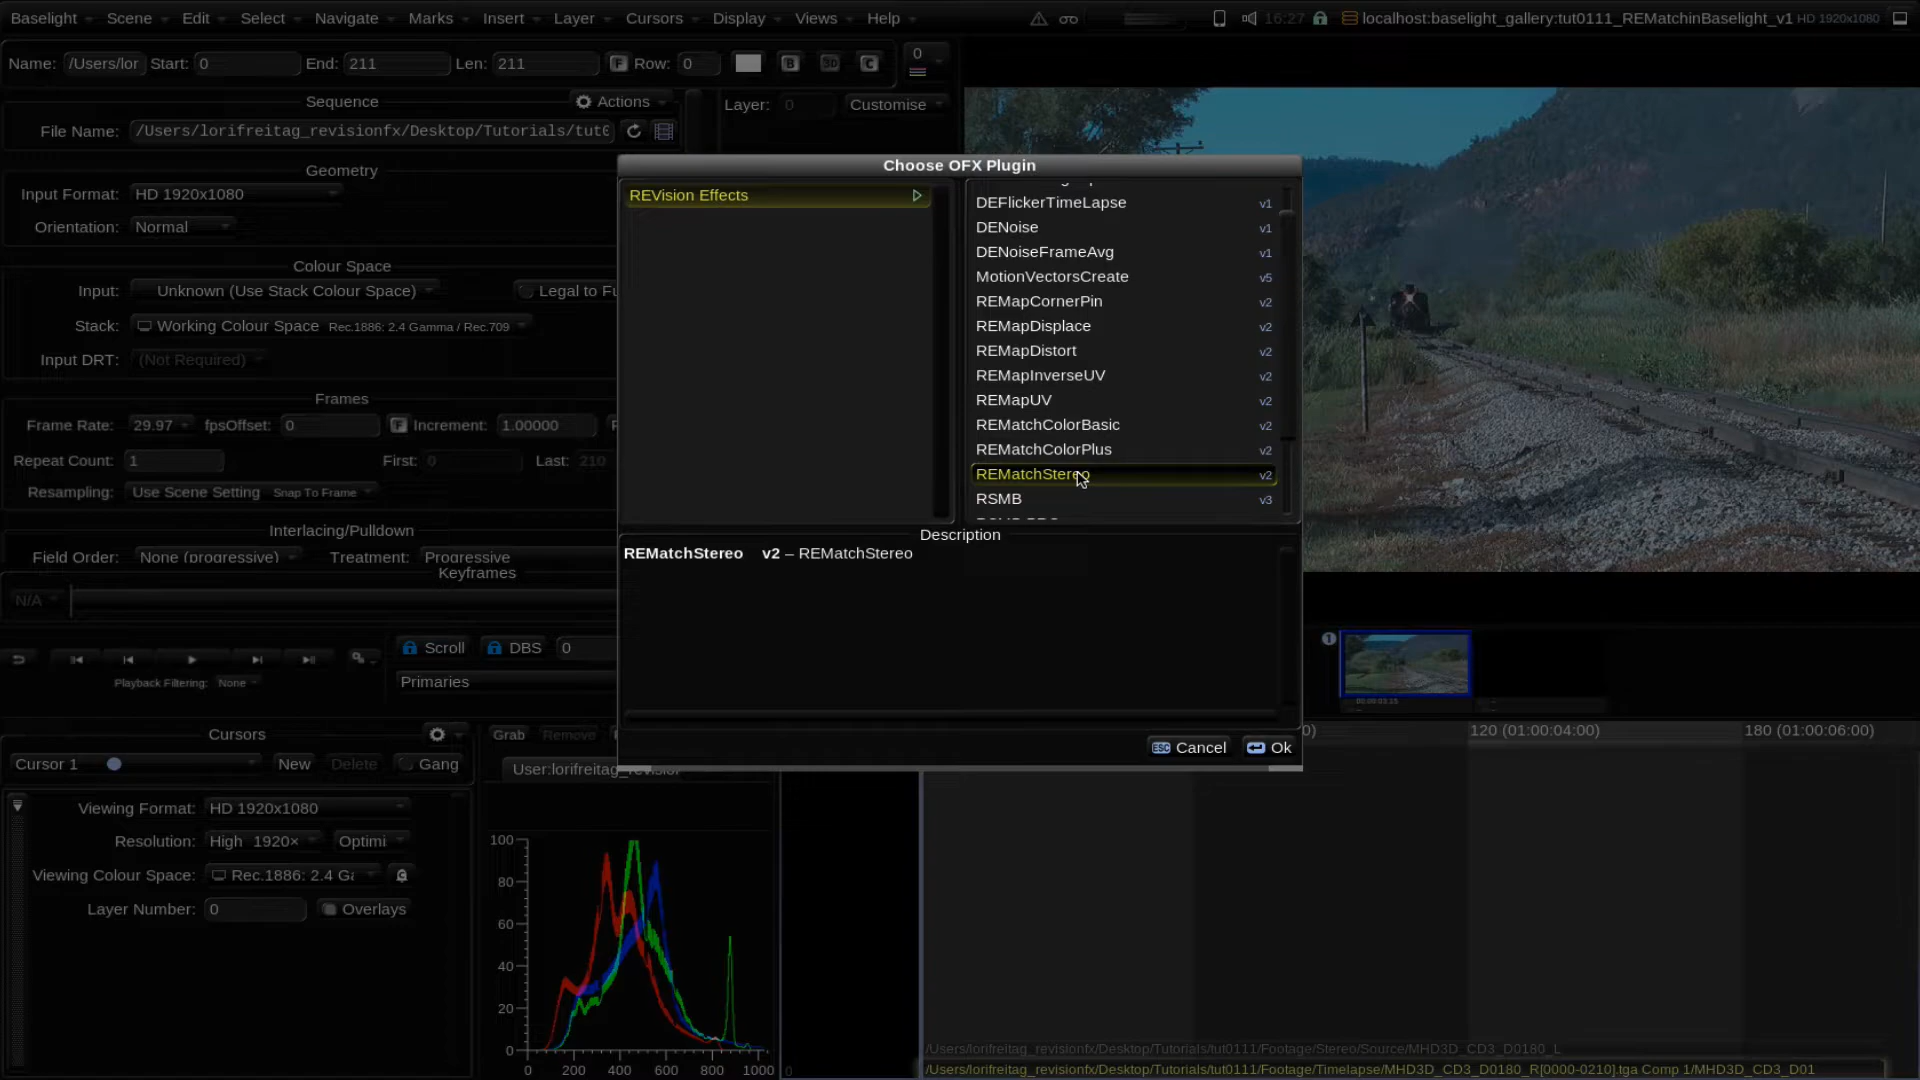 Baselight Scene Edit Select Navigate Marks Insert Layer Cursors Display Views Help 16:27 localhost:baselight_gallery:tut0111_REMatchinBaselight_v1 HD 1920x1080
Name: /Users/lor Start: 0 End: 211 Len: 211 F Row: 0 B 3D C 0
Sequence Actions
Layer: 0 Customise
File Name: /Users/lorifreitag_revisionfx/Desktop/Tutorials/tut0
Geometry
Input Format: HD 1920x1080
Orientation: Normal
Colour Space
Input: Unknown (Use Stack Colour Space) Legal to Fu
Stack: Working Colour Space Rec.1886: 2.4 Gamma / Rec.709
Input DRT: (Not Required)
Frames
Frame Rate: 29.97 fpsOffset: 0 F Increment: 1.00000
Repeat Count: 1 First: 0 Last: 210
Resampling: Use Scene Setting Snap To Frame
Interlacing/Pulldown
Field Order: None (progressive) Treatment: Progressive
Keyframes
N/A
Scroll DBS 0
Playback Filtering: None
Primaries
Choose OFX Plugin
REVision Effects
DEFlickerTimeLapse v1
DENoise v1
DENoiseFrameAvg v1
MotionVectorsCreate v5
REMapCornerPin v2
REMapDisplace v2
REMapDistort v2
REMapInverseUV v2
REMapUV v2
REMatchColorBasic v2
REMatchColorPlus v2
REMatchStereo v2
RSMB v3
Description
REMatchStereo v2 – REMatchStereo
ESC Cancel Ok
1
Cursors
Cursor 1 New Delete Gang
Viewing Format: HD 1920x1080
Resolution: High 1920× Optimi
Viewing Colour Space: Rec.1886: 2.4 Ga
Layer Number: 0 Overlays
Grab Remove
User:lorifreitag_revisior
100
80
60
40
20
0
0 200 400 600 800 1000
0) 120 (01:00:04:00) 180 (01:00:06:00)
/Users/lorifreitag_revisionfx/Desktop/Tutorials/tut0111/Footage/Stereo/Source/MHD3D_CD3_D0180_L
0 /Users/lorifreitag_revisionfx/Desktop/Tutorials/tut0111/Footage/Timelapse/MHD3D_CD3_D0180_R[0000-0210].tga Comp 1/MHD3D_CD3_D01